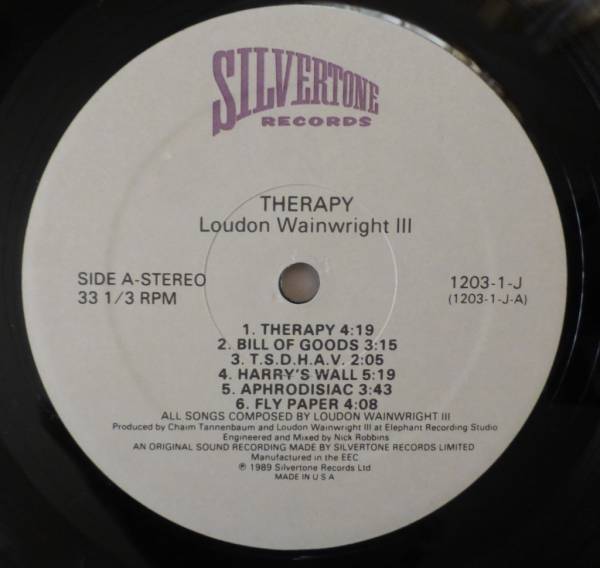 SILVERTONE
RECORDS
THERAPY
Loudon Wainwright III
SIDE A-STEREO
33 1/3 RPM
1203-1-J
(1203-1-J-A)
1. THERAPY 4:19
2. BILL OF GOODS 3:15
3. T.S.D.H.A.V. 2:05
4. HARRY'S WALL 5:19
5. APHRODISIAC 3:43
6. FLY PAPER 4:08
ALL SONGS COMPOSED BY LOUDON WAINWRIGHT III
Produced by Chaim Tannenbaum and Loudon Wainwright III at Elephant Recording Studio
Engineered and Mixed by Nick Robbins
AN ORIGINAL SOUND RECORDING MADE BY SILVERTONE RECORDS LIMITED
Manufactured in the EEC
℗ 1989 Silvertone Records Ltd
MADE IN U S A